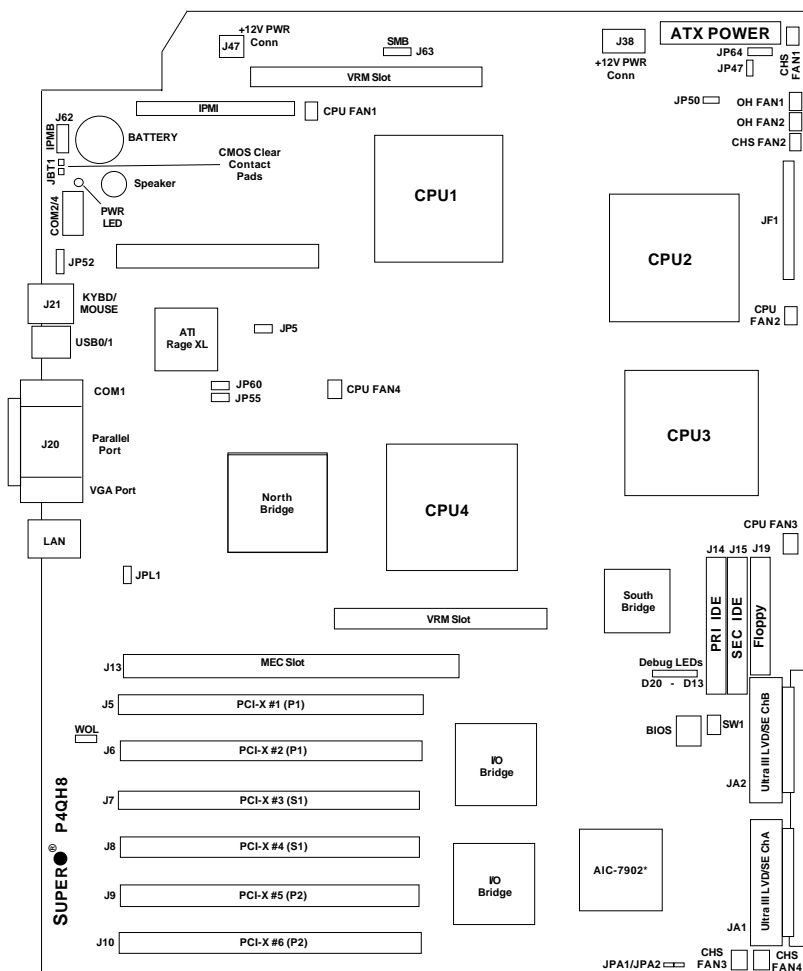 +12V PWR
Conn
J47
SMB
J63
J38
+12V PWR
Conn
ATX POWER
JP64
JP47
CHS
FAN1
VRM Slot
IPMI
CPU FAN1
JP50
OH FAN1
OH FAN2
CHS FAN2
J62
IPMB
BATTERY
JBT1
CMOS Clear
Contact
Pads
Speaker
PWR
LED
COM2/4
CPU1
CPU2
JF1
JP52
J21
KYBD/
MOUSE
USB0/1
ATI
Rage XL
JP5
CPU
FAN2
JP60
JP55
CPU FAN4
COM1
J20
Parallel
Port
VGA Port
CPU3
North
Bridge
CPU4
LAN
CPU FAN3
J14
J15
J19
JPL1
South
Bridge
PRI IDE
SEC IDE
Floppy
VRM Slot
J13
MEC Slot
Debug LEDs
D20 - D13
J5
PCI-X #1 (P1)
WOL
J6
PCI-X #2 (P1)
I/O
Bridge
BIOS
SW1
Ultra III LVD/SE ChB
JA2
J7
PCI-X #3 (S1)
J8
PCI-X #4 (S1)
SUPER® P4QH8
J9
PCI-X #5 (P2)
I/O
Bridge
AIC-7902*
Ultra III LVD/SE ChA
JA1
J10
PCI-X #6 (P2)
JPA1/JPA2
CHS
FAN3
CHS
FAN4